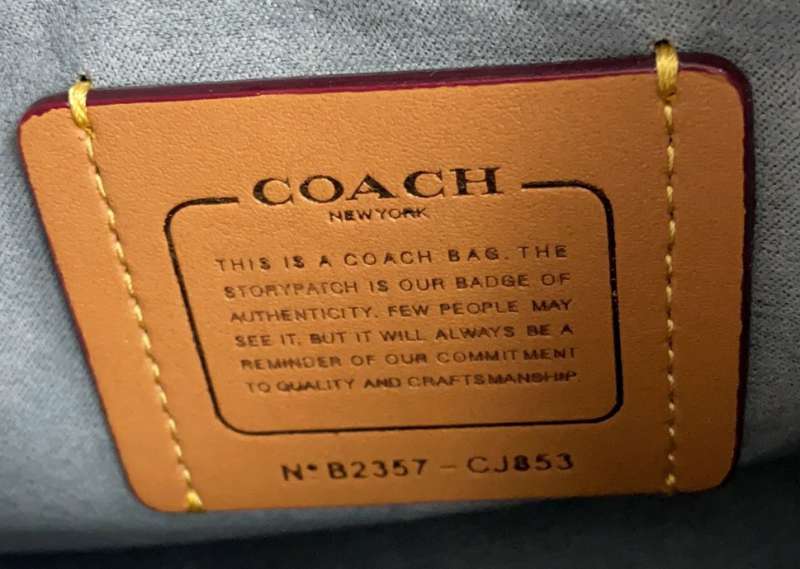 COACH
NEW YORK
THIS IS A COACH BAG. THE
STORYPATCH IS OUR BADGE OF
AUTHENTICITY. FEW PEOPLE MAY
SEE IT, BUT IT WILL ALWAYS BE A
REMINDER OF OUR COMMITMENT
TO QUALITY AND CRAFTSMANSHIP.
N° B2357 - CJ853